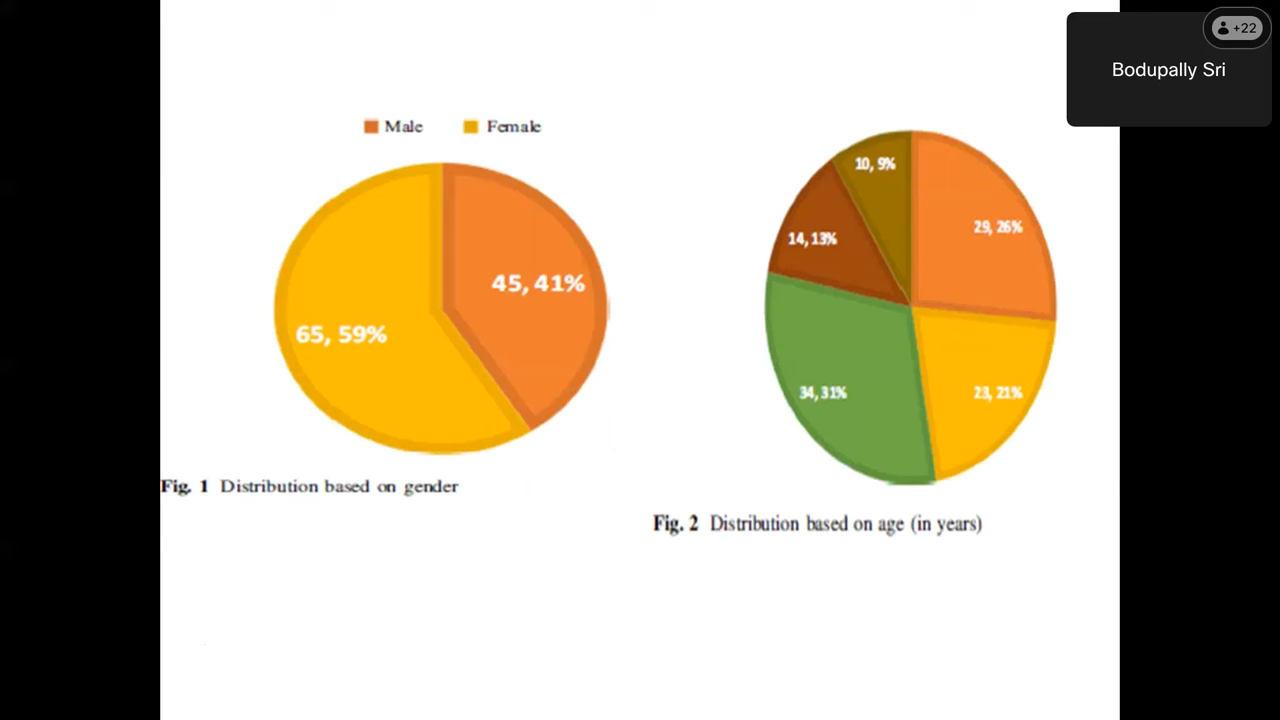 +22
Bodupally Sri
Male Female
45, 41%
65, 59%
Fig. 1 Distribution based on gender
10, 9%
29, 26%
14, 13%
34, 31%
23, 21%
Fig. 2 Distribution based on age (in years)